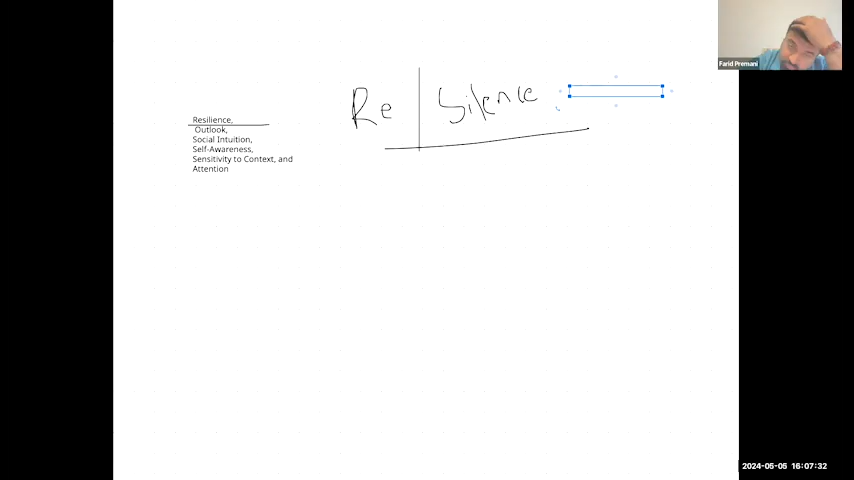 Re | Silence
Resilience,
Outlook,
Social Intuition,
Self-Awareness,
Sensitivity to Context, and
Attention
Farid Premani
2024-05-05 16:07:32